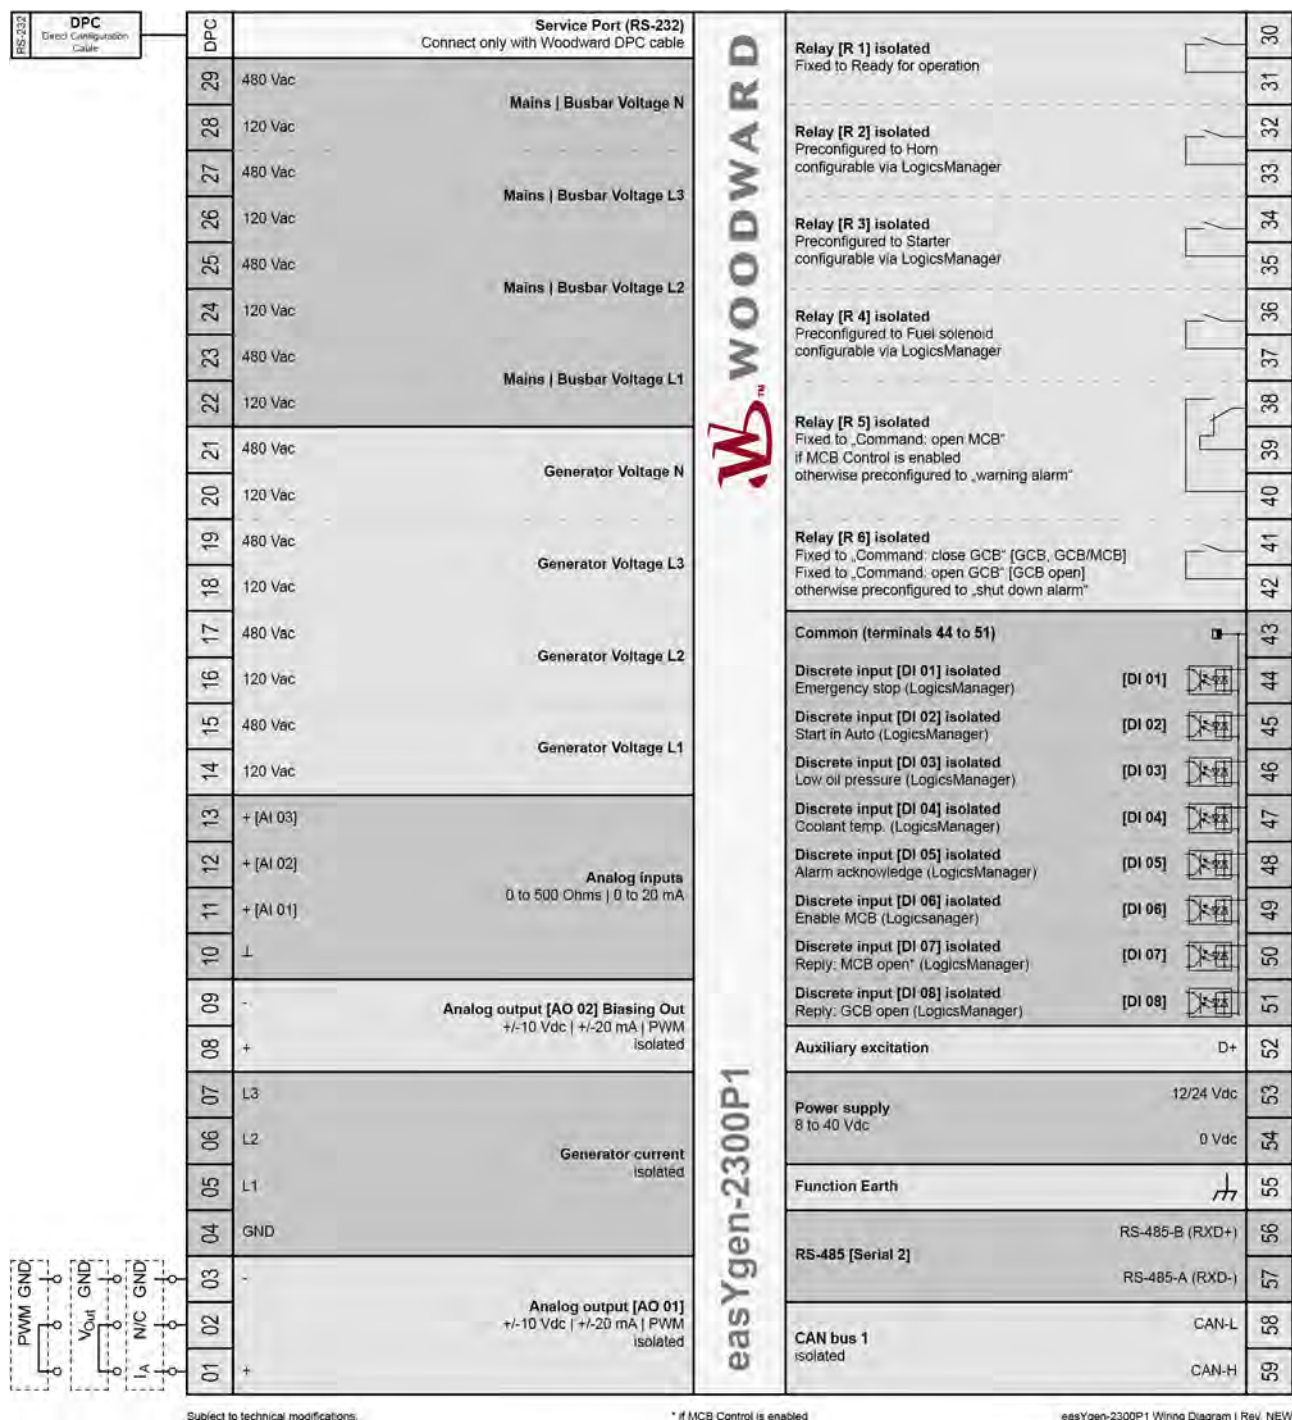 RS-232
DPC
Direct Configuration
Cable
DPC
Service Port (RS-232)
Connect only with Woodward DPC cable
29
480 Vac
Mains | Busbar Voltage N
28
120 Vac
27
480 Vac
Mains | Busbar Voltage L3
26
120 Vac
25
480 Vac
Mains | Busbar Voltage L2
24
120 Vac
23
480 Vac
Mains | Busbar Voltage L1
22
120 Vac
21
480 Vac
Generator Voltage N
20
120 Vac
19
480 Vac
Generator Voltage L3
18
120 Vac
17
480 Vac
Generator Voltage L2
16
120 Vac
15
480 Vac
Generator Voltage L1
14
120 Vac
13
+ [AI 03]
12
+ [AI 02]
Analog inputs
0 to 500 Ohms | 0 to 20 mA
11
+ [AI 01]
10
⊥
09
-
Analog output [AO 02] Biasing Out
+/-10 Vdc | +/-20 mA | PWM
isolated
08
+
07
L3
06
L2
Generator current
isolated
05
L1
04
GND
03
-
Analog output [AO 01]
+/-10 Vdc | +/-20 mA | PWM
isolated
02
01
+
PWM GND
VOut GND
IA N/C GND
WOODWARD
TM
easYgen-2300P1
Relay [R 1] isolated
Fixed to Ready for operation
30
31
Relay [R 2] isolated
Preconfigured to Horn
configurable via LogicsManager
32
33
Relay [R 3] isolated
Preconfigured to Starter
configurable via LogicsManager
34
35
Relay [R 4] isolated
Preconfigured to Fuel solenoid
configurable via LogicsManager
36
37
Relay [R 5] isolated
Fixed to „Command: open MCB“
if MCB Control is enabled
otherwise preconfigured to „warning alarm“
38
39
40
Relay [R 6] isolated
Fixed to „Command: close GCB“ [GCB, GCB/MCB]
Fixed to „Command: open GCB“ [GCB open]
otherwise preconfigured to „shut down alarm“
41
42
Common (terminals 44 to 51)
43
Discrete input [DI 01] isolated
Emergency stop (LogicsManager)
[DI 01]
44
Discrete input [DI 02] isolated
Start in Auto (LogicsManager)
[DI 02]
45
Discrete input [DI 03] isolated
Low oil pressure (LogicsManager)
[DI 03]
46
Discrete input [DI 04] isolated
Coolant temp. (LogicsManager)
[DI 04]
47
Discrete input [DI 05] isolated
Alarm acknowledge (LogicsManager)
[DI 05]
48
Discrete input [DI 06] isolated
Enable MCB (Logicsanager)
[DI 06]
49
Discrete input [DI 07] isolated
Reply: MCB open* (LogicsManager)
[DI 07]
50
Discrete input [DI 08] isolated
Reply: GCB open (LogicsManager)
[DI 08]
51
Auxiliary excitation
D+
52
Power supply
8 to 40 Vdc
12/24 Vdc
53
0 Vdc
54
Function Earth
55
RS-485 [Serial 2]
RS-485-B (RXD+)
56
RS-485-A (RXD-)
57
CAN bus 1
isolated
CAN-L
58
CAN-H
59
Subject to technical modifications.
* if MCB Control is enabled
easYgen-2300P1 Wiring Diagram | Rev. NEW